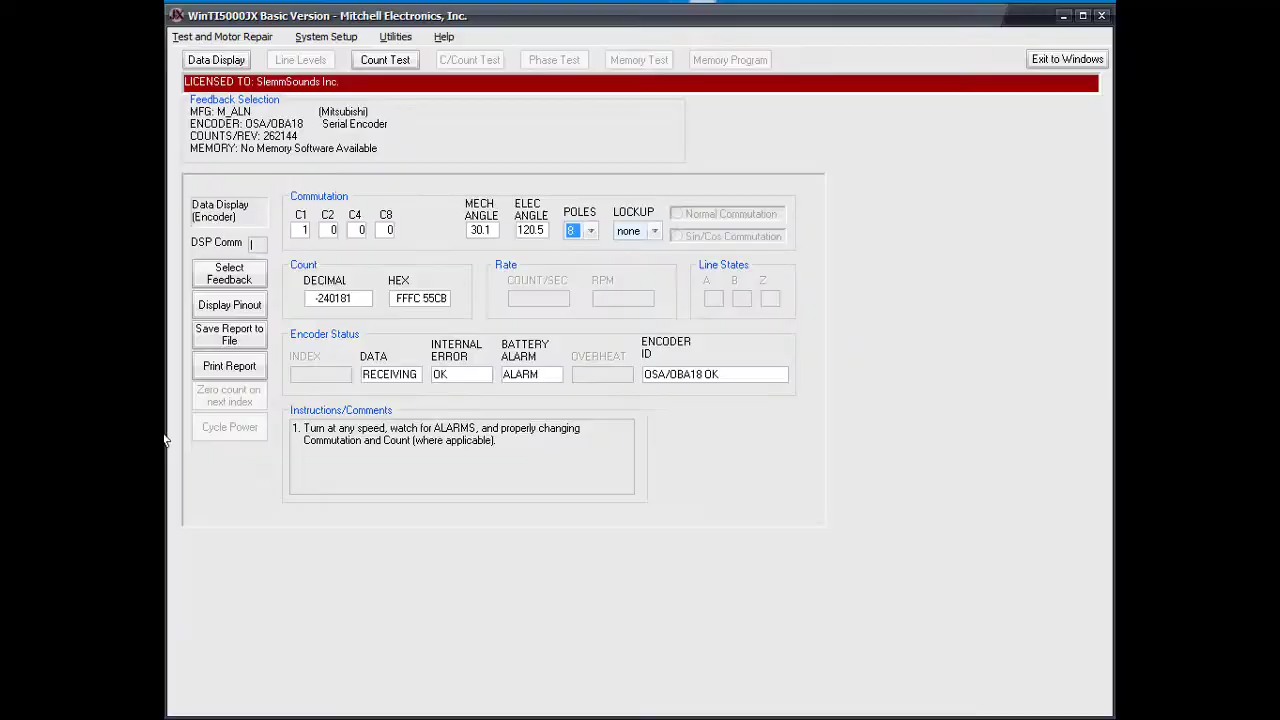 WinTI5000JX Basic Version - Mitchell Electronics, Inc.
Test and Motor Repair System Setup Utilities Help
Data Display Line Levels Count Test C/Count Test Phase Test Memory Test Memory Program Exit to Windows
LICENSED TO: SlemmSounds Inc.
Feedback Selection
MFG: M_ALN (Mitsubishi)
ENCODER: OSA/OBA18 Serial Encoder
COUNTS/REV: 262144
MEMORY: No Memory Software Available
Data Display
(Encoder)
DSP Comm |
Select
Feedback
Display Pinout
Save Report to
File
Print Report
Zero count on
next index
Cycle Power
Commutation
C1 C2 C4 C8
1 0 0 0
MECH
ANGLE
30.1
ELEC
ANGLE
120.5
POLES
8
LOCKUP
none
Normal Commutation
Sin/Cos Commutation
Count
DECIMAL HEX
-240181 FFFC 55CB
Rate
COUNT/SEC RPM
Line States
A B Z
Encoder Status
INDEX
DATA
RECEIVING
INTERNAL
ERROR
OK
BATTERY
ALARM
ALARM
OVERHEAT
ENCODER
ID
OSA/OBA18 OK
Instructions/Comments
1. Turn at any speed, watch for ALARMS, and properly changing
Commutation and Count (where applicable).